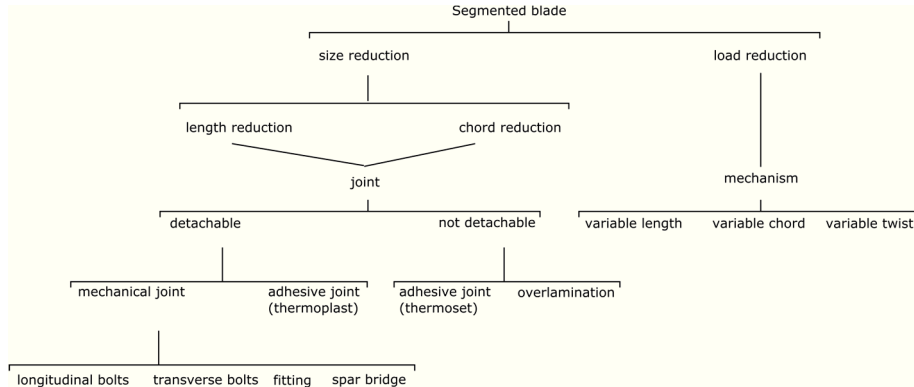 Segmented blade
size reduction
load reduction
length reduction
chord reduction
joint
mechanism
detachable
not detachable
variable length
variable chord
variable twist
mechanical joint
adhesive joint
(thermoplast)
adhesive joint
(thermoset)
overlamination
longitudinal bolts
transverse bolts
fitting
spar bridge